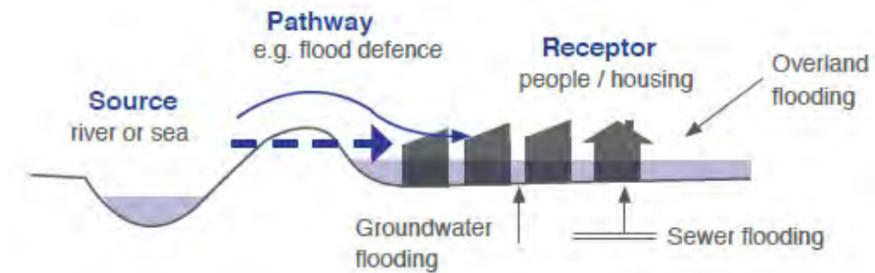 Pathway
e.g. flood defence
Receptor
people / housing
Overland
flooding
Source
river or sea
Groundwater
flooding
Sewer flooding